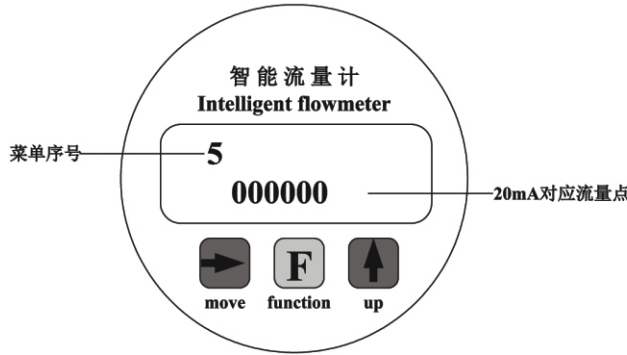 智能流量计
Intelligent flowmeter
菜单序号
5
000000
20mA对应流量点
F
move function up